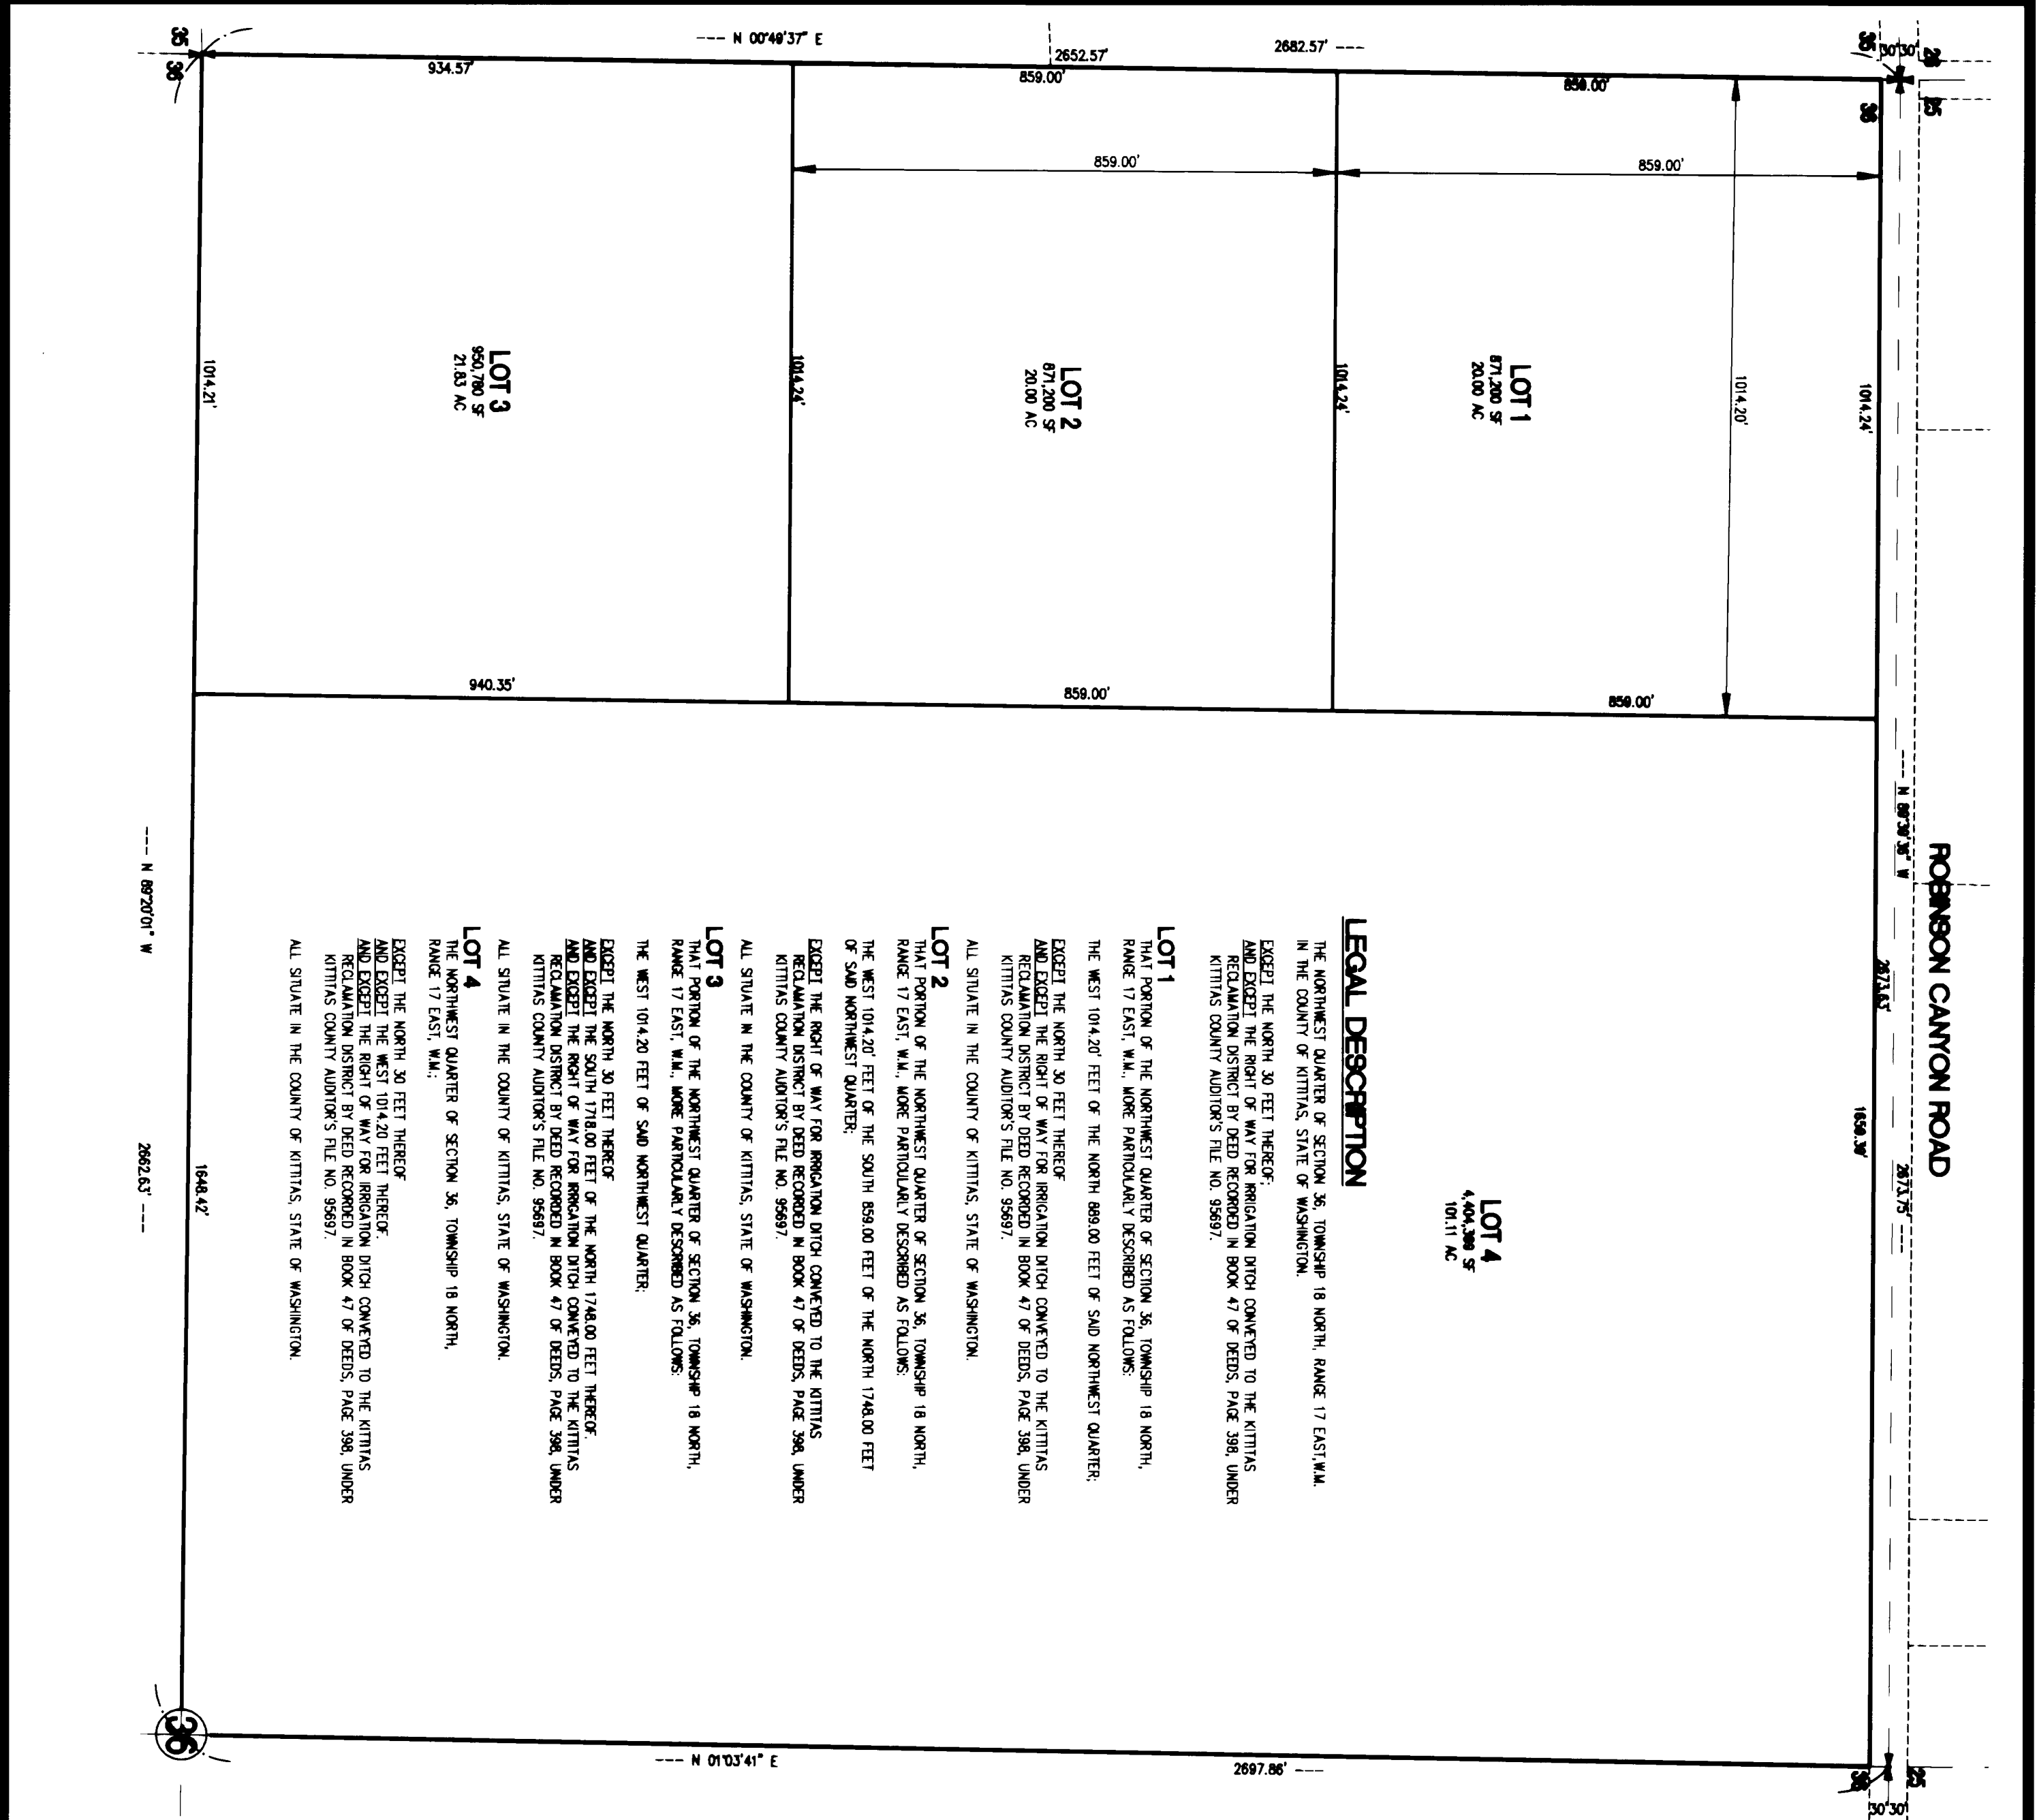 ROBINSON CANYON ROAD
26
25
35
36
30'
30'
--- N 89°39'36" W
2673.63'
2673.75' ---
25
36
30'
30'
1014.24'
1659.39'
--- N 00°49'37" E
2652.57'
2682.57' ---
859.00'
859.00'
934.57'
859.00'
859.00'
1014.20'
LOT 1
871,200 SF
20.00 AC
1014.24'
859.00'
LOT 2
871,200 SF
20.00 AC
1014.24'
859.00'
LOT 3
950,780 SF
21.83 AC
940.35'
1014.21'
35
36
LOT 4
4,404,399 SF
101.11 AC
LEGAL DESCRIPTION
THE NORTHWEST QUARTER OF SECTION 36, TOWNSHIP 18 NORTH, RANGE 17 EAST,W.M.
IN THE COUNTY OF KITTITAS, STATE OF WASHINGTON.
EXCEPT THE NORTH 30 FEET THEREOF;
AND EXCEPT THE RIGHT OF WAY FOR IRRIGATION DITCH CONVEYED TO THE KITTITAS
RECLAMATION DISTRICT BY DEED RECORDED IN BOOK 47 OF DEEDS, PAGE 398, UNDER
KITTITAS COUNTY AUDITOR'S FILE NO. 95697.
LOT 1
THAT PORTION OF THE NORTHWEST QUARTER OF SECTION 36, TOWNSHIP 18 NORTH,
RANGE 17 EAST, W.M., MORE PARTICULARLY DESCRIBED AS FOLLOWS:
THE WEST 1014.20' FEET OF THE NORTH 889.00 FEET OF SAID NORTHWEST QUARTER;
EXCEPT THE NORTH 30 FEET THEREOF
AND EXCEPT THE RIGHT OF WAY FOR IRRIGATION DITCH CONVEYED TO THE KITTITAS
RECLAMATION DISTRICT BY DEED RECORDED IN BOOK 47 OF DEEDS, PAGE 398, UNDER
KITTITAS COUNTY AUDITOR'S FILE NO. 95697.
ALL SITUATE IN THE COUNTY OF KITTITAS, STATE OF WASHINGTON.
LOT 2
THAT PORTION OF THE NORTHWEST QUARTER OF SECTION 36, TOWNSHIP 18 NORTH,
RANGE 17 EAST, W.M., MORE PARTICULARLY DESCRIBED AS FOLLOWS:
THE WEST 1014.20' FEET OF THE SOUTH 859.00 FEET OF THE NORTH 1748.00 FEET
OF SAID NORTHWEST QUARTER;
EXCEPT THE RIGHT OF WAY FOR IRRIGATION DITCH CONVEYED TO THE KITTITAS
RECLAMATION DISTRICT BY DEED RECORDED IN BOOK 47 OF DEEDS, PAGE 398, UNDER
KITTITAS COUNTY AUDITOR'S FILE NO. 95697.
ALL SITUATE IN THE COUNTY OF KITTITAS, STATE OF WASHINGTON.
LOT 3
THAT PORTION OF THE NORTHWEST QUARTER OF SECTION 36, TOWNSHIP 18 NORTH,
RANGE 17 EAST, W.M., MORE PARTICULARLY DESCRIBED AS FOLLOWS:
THE WEST 1014.20 FEET OF SAID NORTHWEST QUARTER;
EXCEPT THE NORTH 30 FEET THEREOF
AND EXCEPT THE SOUTH 1718.00 FEET OF THE NORTH 1748.00 FEET THEREOF.
AND EXCEPT THE RIGHT OF WAY FOR IRRIGATION DITCH CONVEYED TO THE KITTITAS
RECLAMATION DISTRICT BY DEED RECORDED IN BOOK 47 OF DEEDS, PAGE 398, UNDER
KITTITAS COUNTY AUDITOR'S FILE NO. 95697.
ALL SITUATE IN THE COUNTY OF KITTITAS, STATE OF WASHINGTON.
LOT 4
THE NORTHWEST QUARTER OF SECTION 36, TOWNSHIP 18 NORTH,
RANGE 17 EAST, W.M.;
EXCEPT THE NORTH 30 FEET THEREOF
AND EXCEPT THE WEST 1014.20 FEET THEREOF.
AND EXCEPT THE RIGHT OF WAY FOR IRRIGATION DITCH CONVEYED TO THE KITTITAS
RECLAMATION DISTRICT BY DEED RECORDED IN BOOK 47 OF DEEDS, PAGE 398, UNDER
KITTITAS COUNTY AUDITOR'S FILE NO. 95697.
ALL SITUATE IN THE COUNTY OF KITTITAS, STATE OF WASHINGTON.
--- N 01°03'41" E
2697.86' ---
1648.42'
--- N 89°20'01" W
2662.63' ---
36